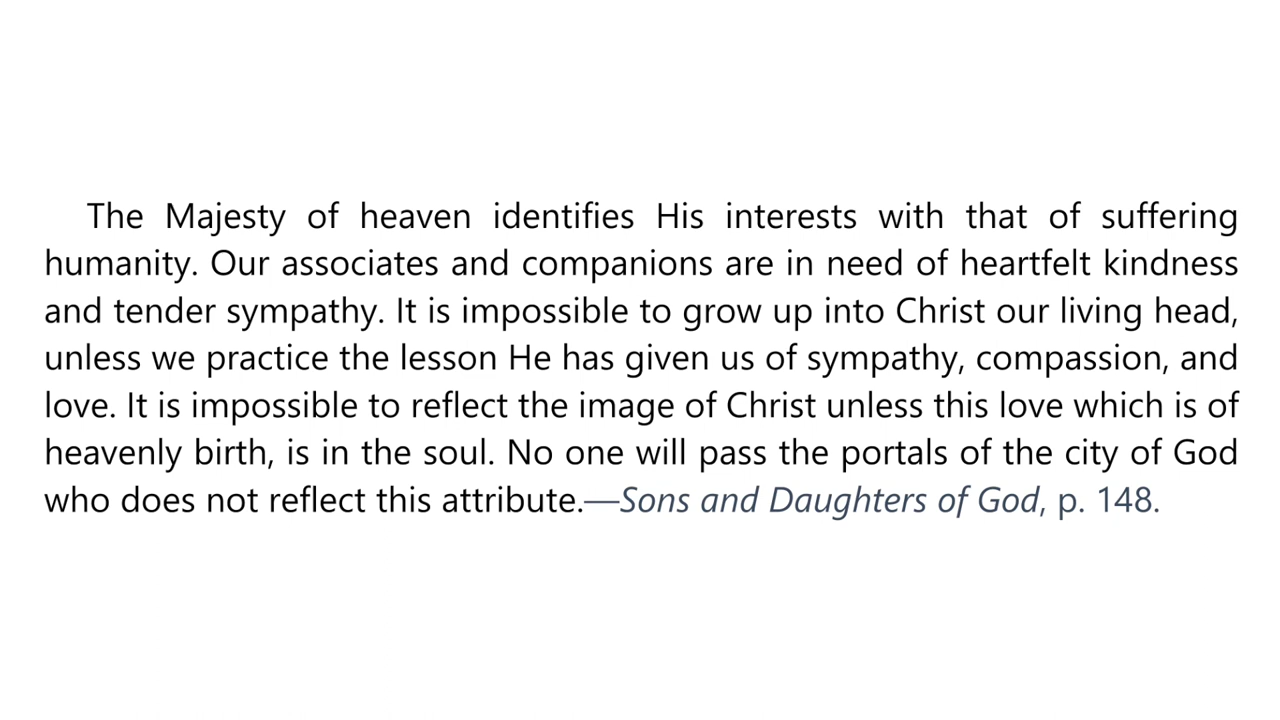 The Majesty of heaven identifies His interests with that of suffering
humanity. Our associates and companions are in need of heartfelt kindness
and tender sympathy. It is impossible to grow up into Christ our living head,
unless we practice the lesson He has given us of sympathy, compassion, and
love. It is impossible to reflect the image of Christ unless this love which is of
heavenly birth, is in the soul. No one will pass the portals of the city of God
who does not reflect this attribute.—Sons and Daughters of God, p. 148.